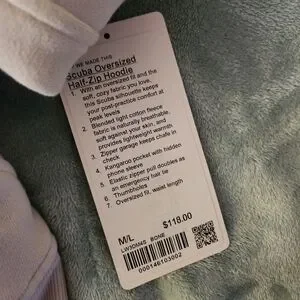 WE MADE THIS
Scuba Oversized
Half-Zip Hoodie
1. With an oversized fit and the
soft, cozy fabric you love,
this Scuba silhouette keeps
your post-practice comfort at
peak levels
2. Blended light cotton fleece
fabric is naturally breathable,
soft against your skin, and
provides lightweight warmth
3. Zipper garage keeps chafe in
check
4. Kangaroo pocket with hidden
phone sleeve
5. Elastic zipper pull doubles as
an emergency hair tie
6. Thumbholes
7. Oversized fit, waist length
M/L
$118.00
BONE
000146103002